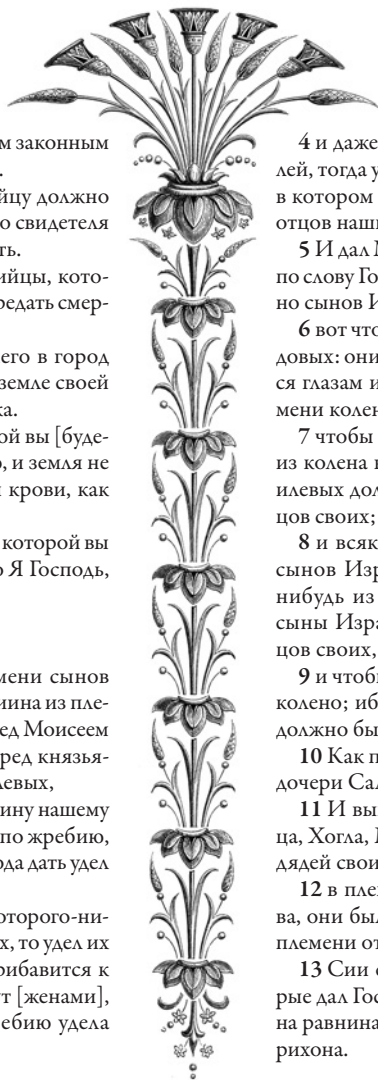 м законным
.
йцу должно
о свидетеля
ть.
ийцы, кото-
редать смер-
его в город
земле своей
ка.
ой вы [буде-
о, и земля не
крови, как
которой вы
о Я Господь,
мени сынов
иина из пле-
ед Моисеем
ред князья-
левых,
ину нашему
по жребию,
да дать удел
оторого-ни-
х, то удел их
рибавится к
т [женами],
ебию удела
4 и даже
лей, тогда у
в котором
отцов наши
5 И дал М
по слову Го
но сынов И
6 вот что
довых: они
ся глазам и
мени колен
7 чтобы
из колена в
илевых дол
цов своих;
8 и всяк
сынов Изр
нибудь из
сыны Изра
цов своих,
9 и чтобы
колено; иб
должно бы
10 Как п
дочери Сал
11 И вы
ца, Хогла, М
дядей свои
12 в плем
ва, они был
племени от
13 Сии с
рые дал Гос
на равнина
рихона.